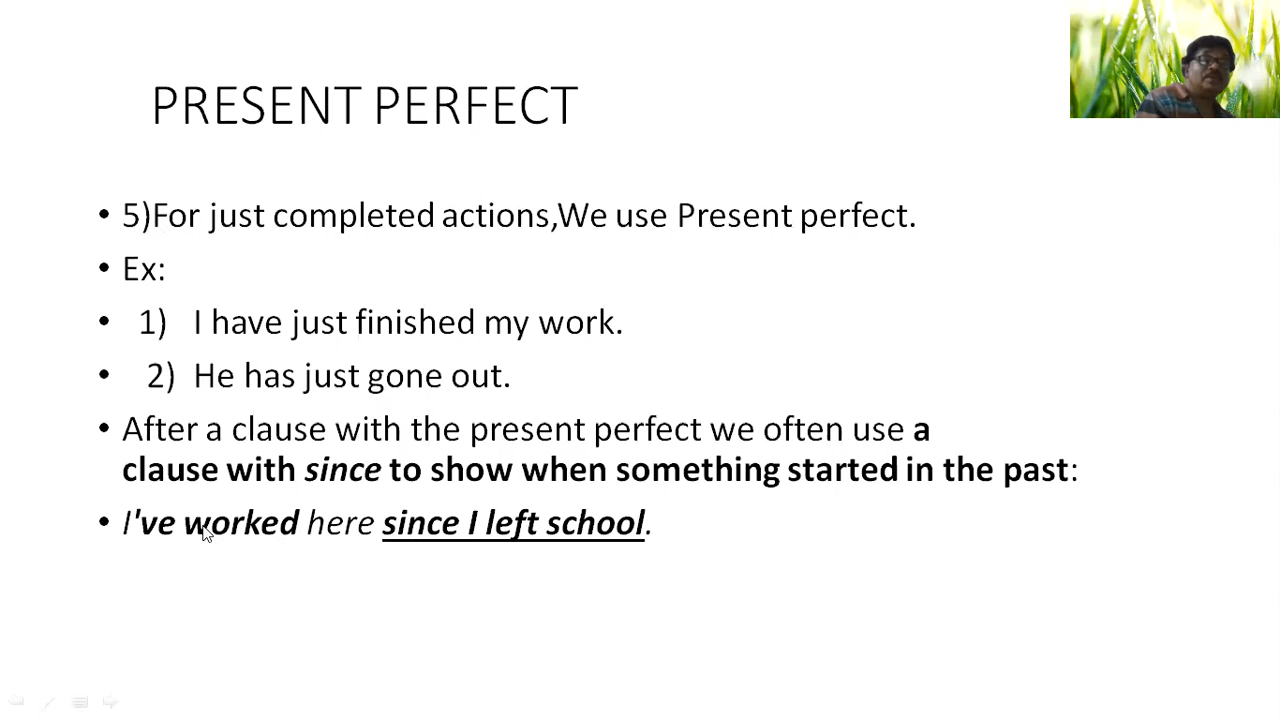 PRESENT PERFECT
• 5)For just completed actions,We use Present perfect.
• Ex:
• 1) I have just finished my work.
• 2) He has just gone out.
• After a clause with the present perfect we often use a
clause with since to show when something started in the past:
• I've worked here since I left school.